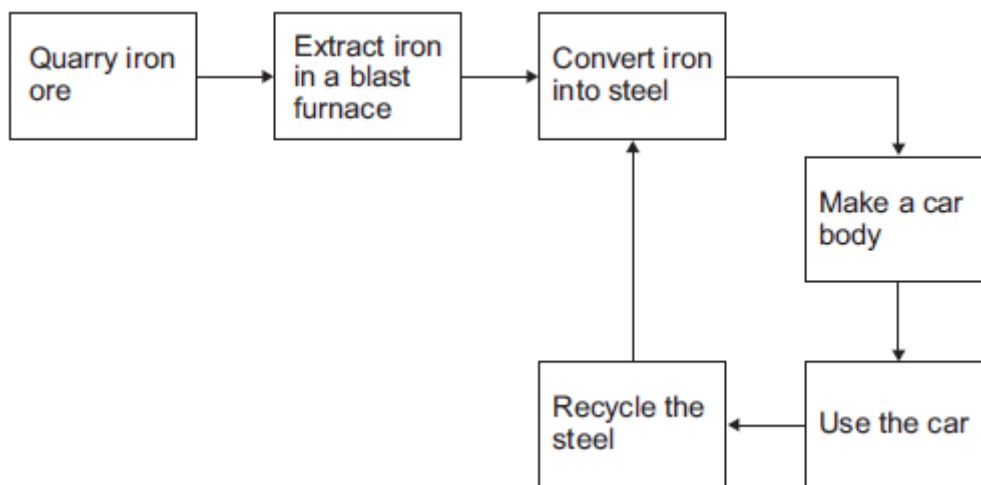 Quarry iron
ore
Extract iron
in a blast
furnace
Convert iron
into steel
Make a car
body
Use the car
Recycle the
steel